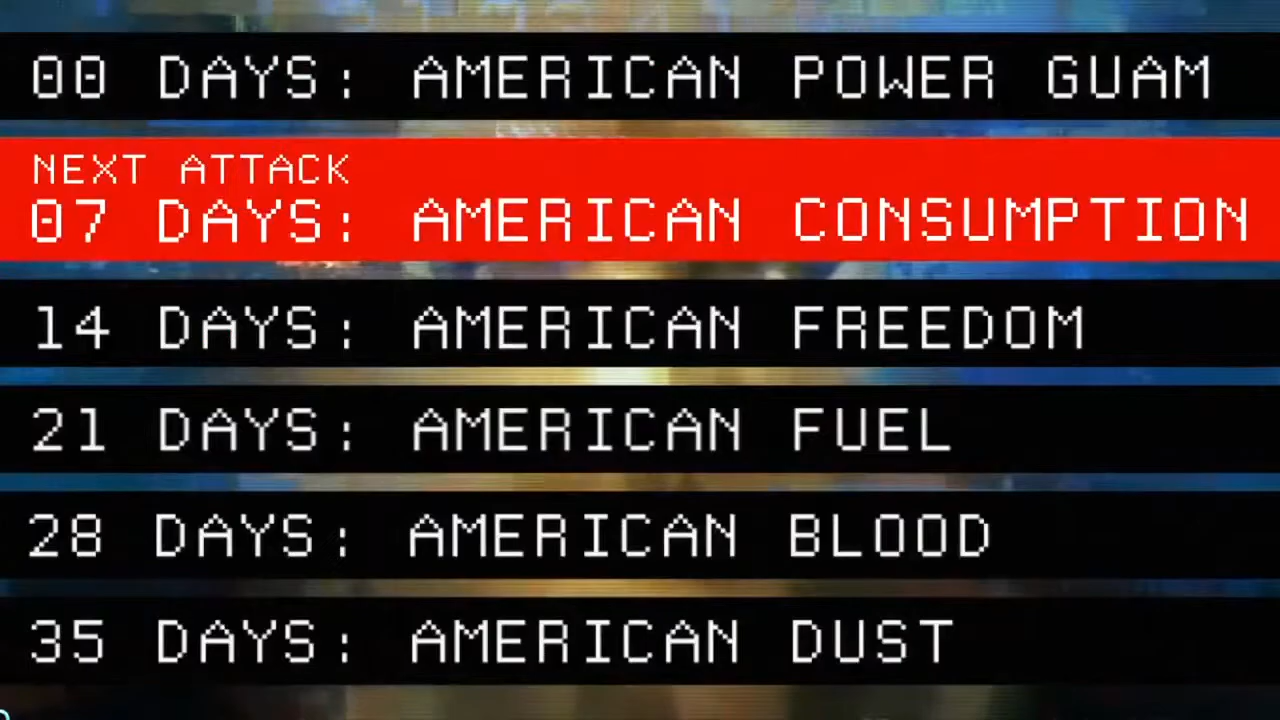 00 DAYS: AMERICAN POWER GUAM
NEXT ATTACK
07 DAYS: AMERICAN CONSUMPTION
14 DAYS: AMERICAN FREEDOM
21 DAYS: AMERICAN FUEL
28 DAYS: AMERICAN BLOOD
35 DAYS: AMERICAN DUST